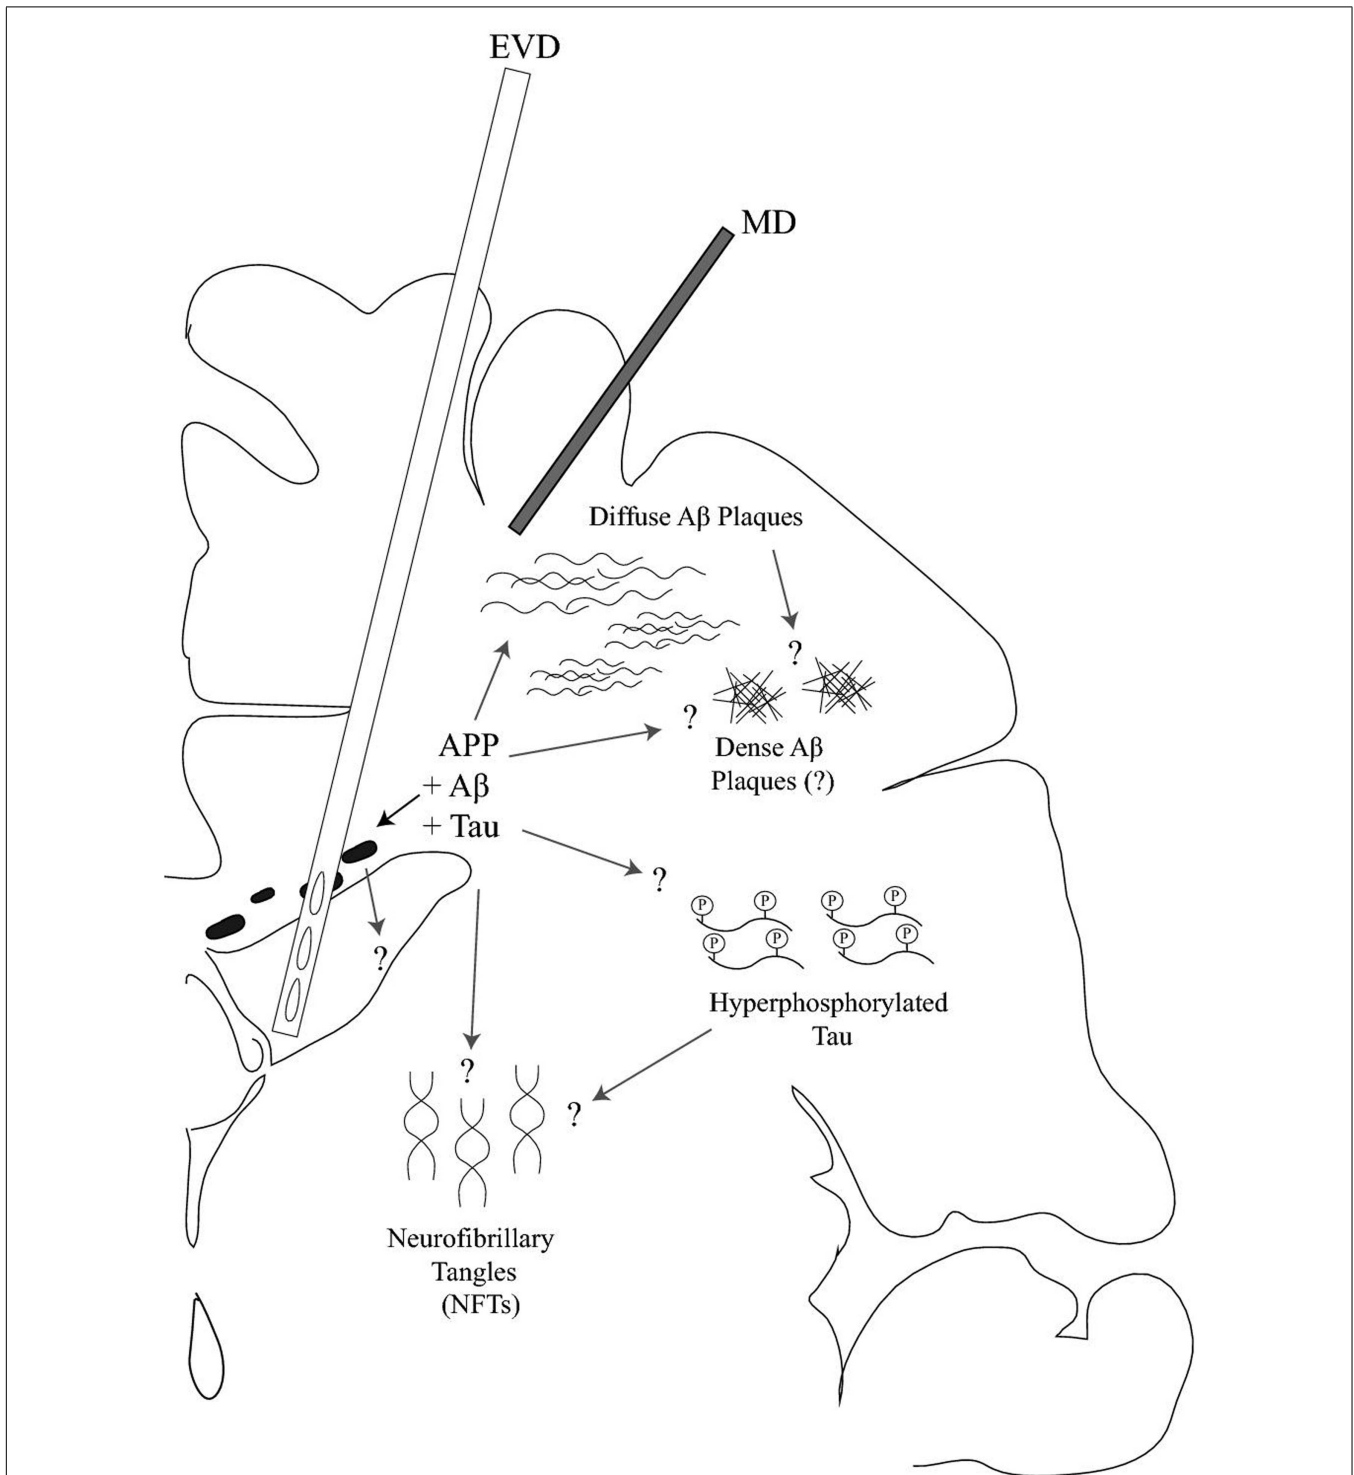 EVD
MD
Diffuse Aβ Plaques
?
?
Dense Aβ
Plaques (?)
APP
+ Aβ
+ Tau
?
P
P
P
P
P
P
P
P
?
Hyperphosphorylated
Tau
?
?
Neurofibrillary
Tangles
(NFTs)